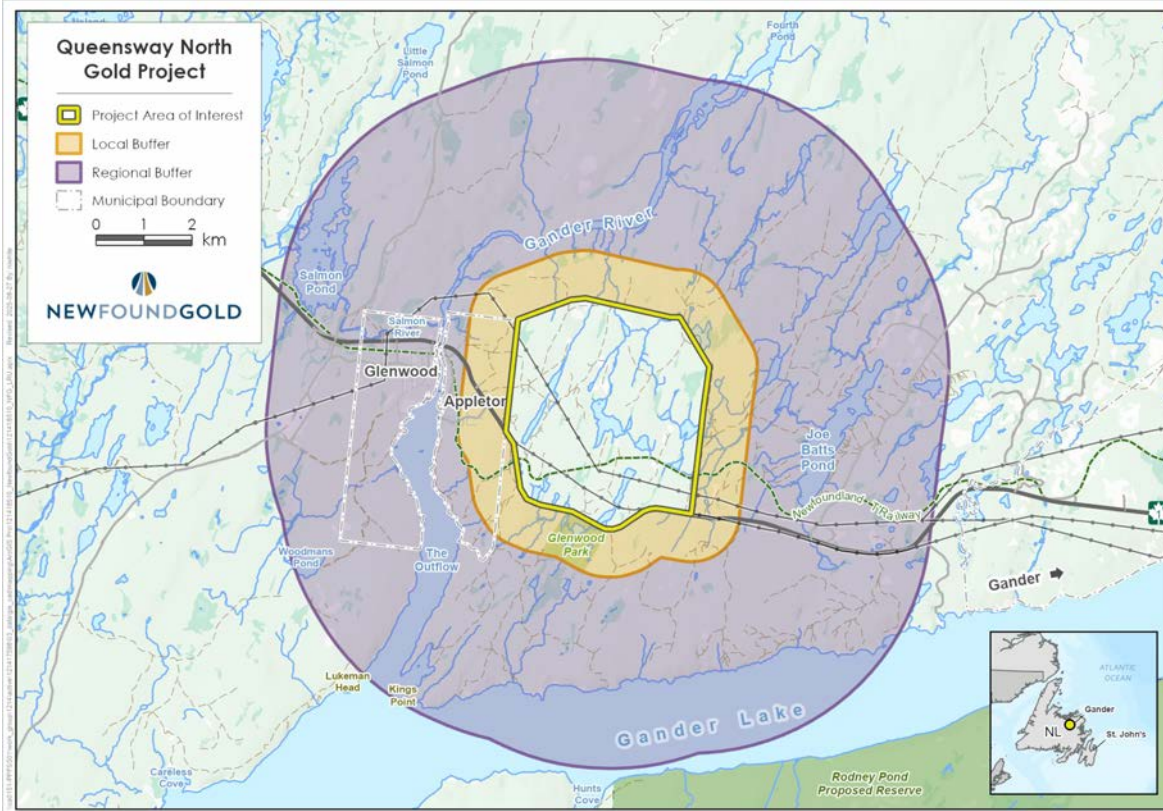 Queensway North
Gold Project
Project Area of Interest
Local Buffer
Regional Buffer
Municipal Boundary
0 1 2
km
NEWFOUNDGOLD
Little
Salmon
Pond
Fourth
Pond
Gander River
Salmon
Pond
Salmon
River
Glenwood
Appleton
Joe
Batts
Pond
Newfoundland T'Railway
Glenwood
Park
Woodmans
Pond
The
Outflow
Gander
Lukeman
Head
Kings
Point
Gander Lake
Careless
Cove
Hunts
Cove
Rodney Pond
Proposed Reserve
ATLANTIC
OCEAN
Gander
NL
St. John's